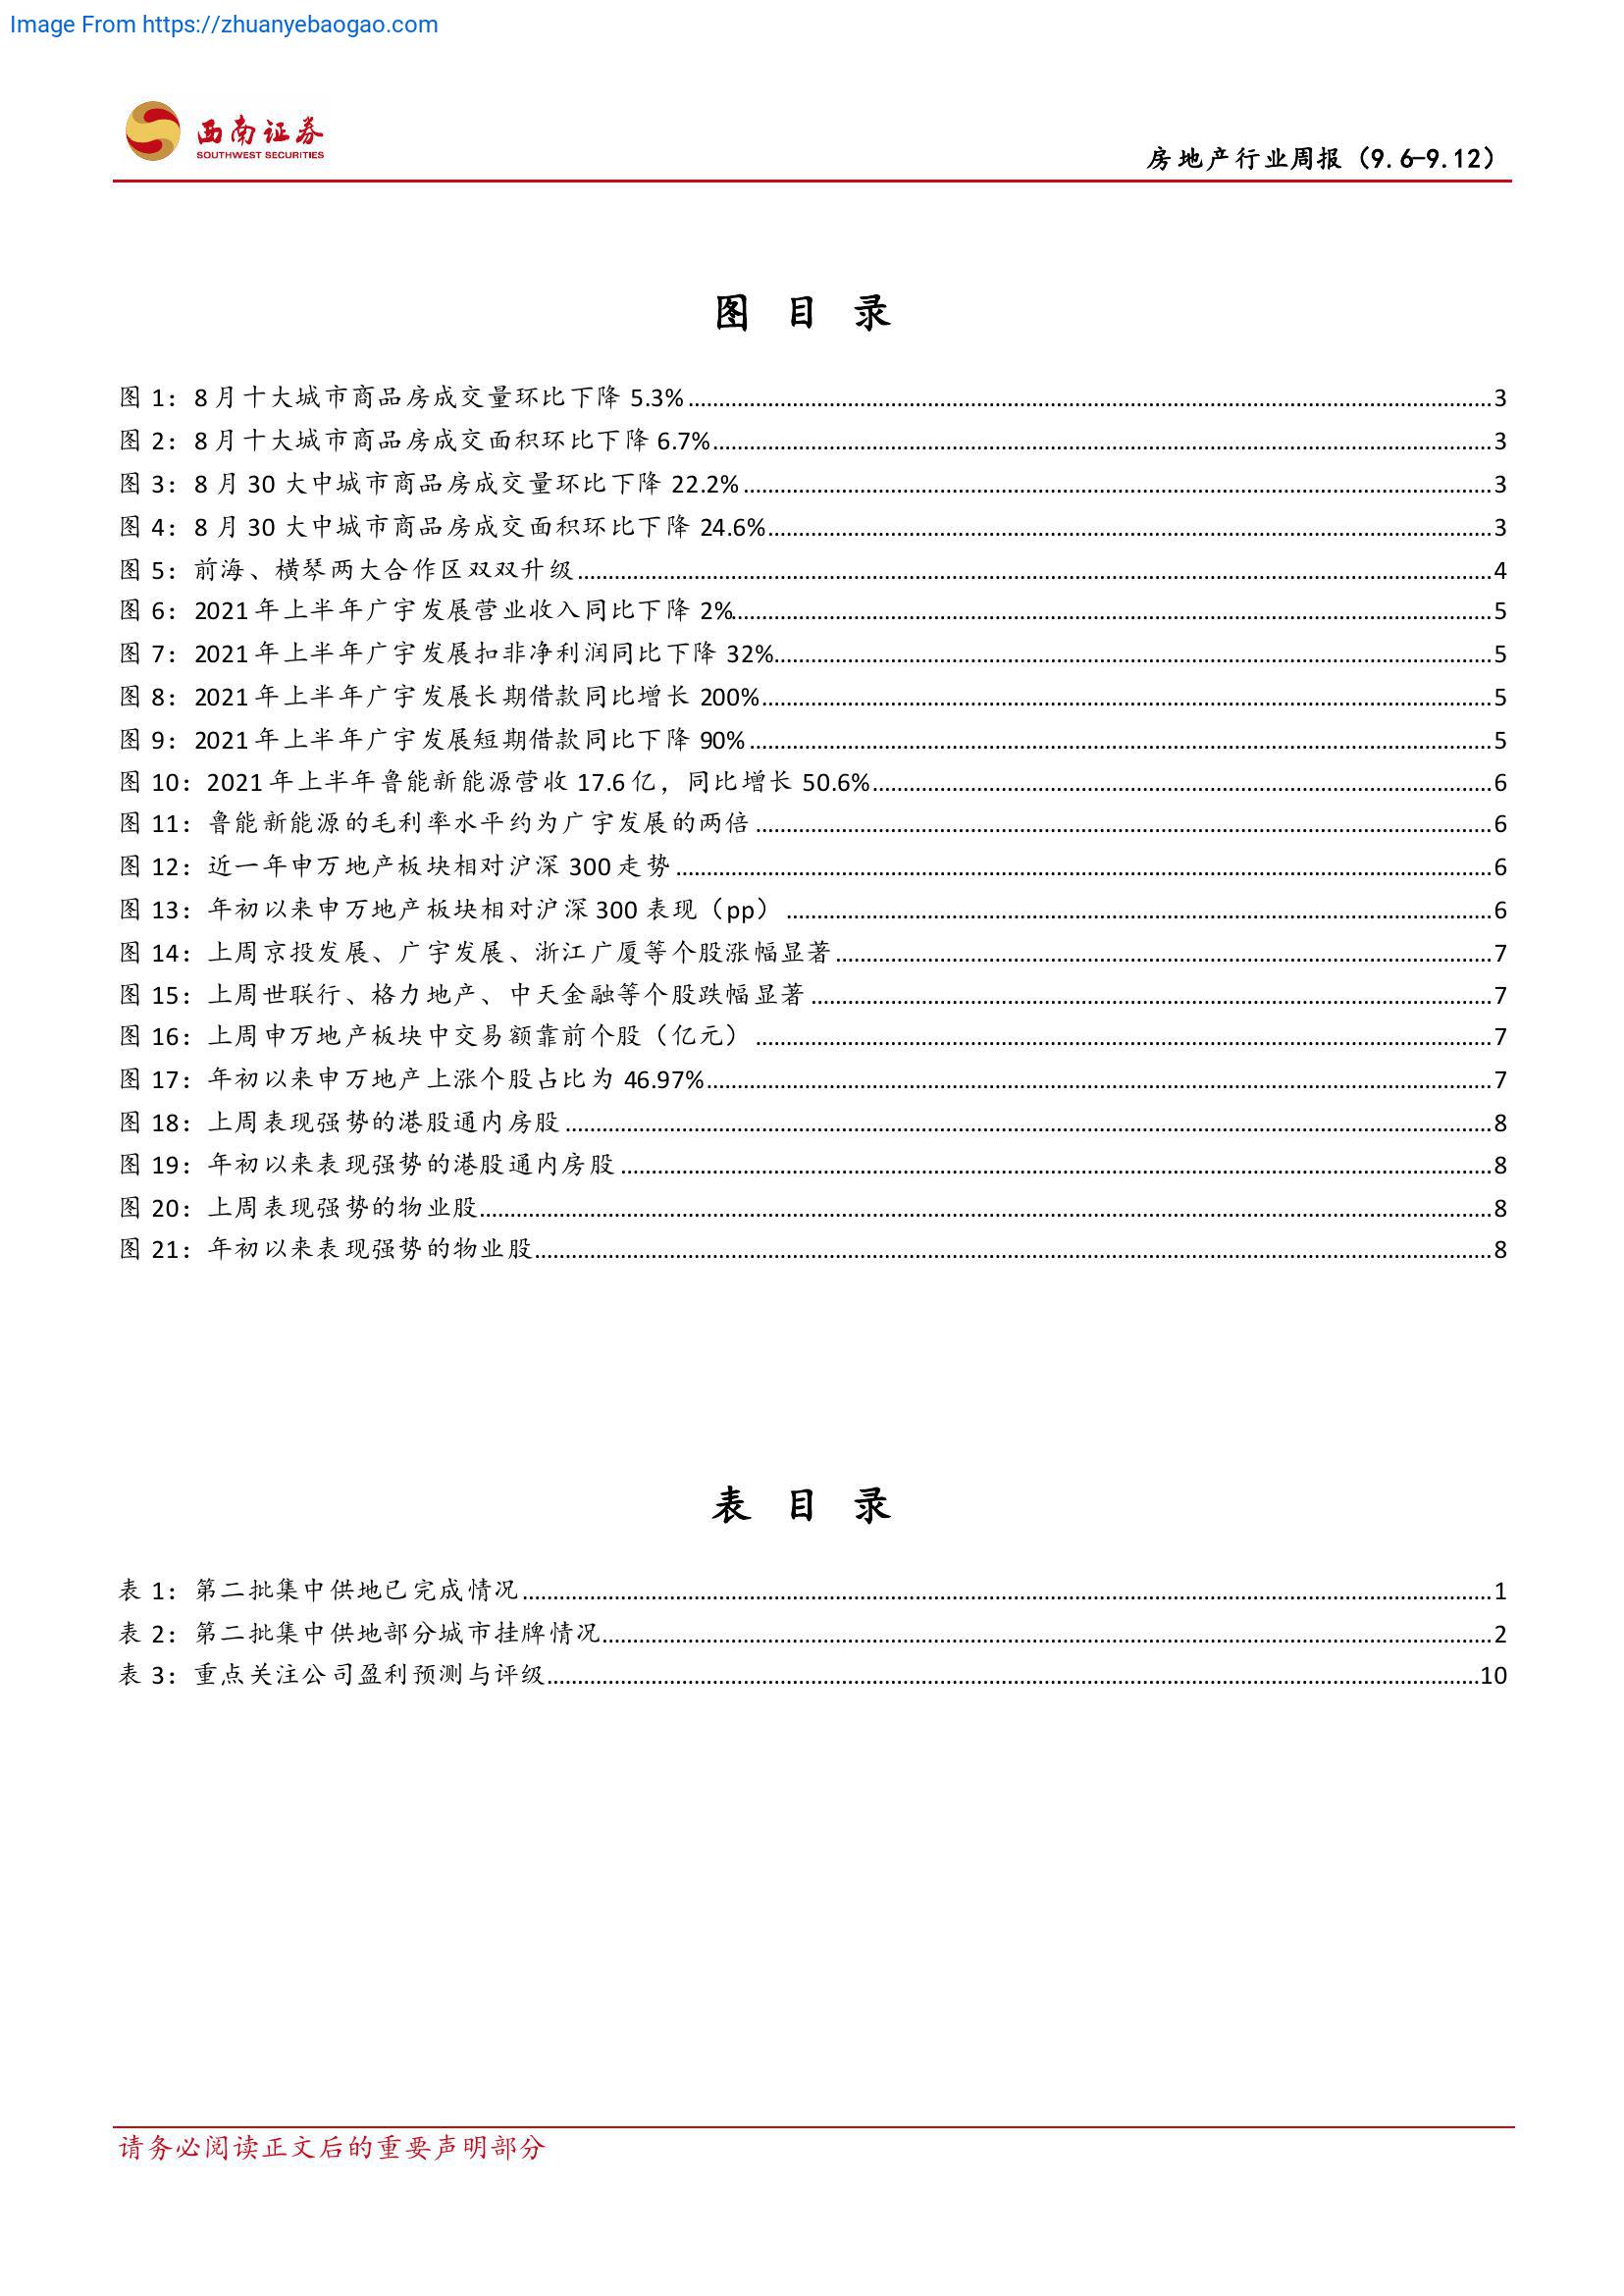 Image From https://zhuanyebaogao.com
西南证券
SOUTHWEST SECURITIES
房地产行业周报（9.6-9.12）
图 目 录
图 1：8 月十大城市商品房成交量环比下降 5.3%........3
图 2：8 月十大城市商品房成交面积环比下降 6.7%........3
图 3：8 月 30 大中城市商品房成交量环比下降 22.2%........3
图 4：8 月 30 大中城市商品房成交面积环比下降 24.6%........3
图 5：前海、横琴两大合作区双双升级........4
图 6：2021 年上半年广宇发展营业收入同比下降 2%........5
图 7：2021 年上半年广宇发展扣非净利润同比下降 32%........5
图 8：2021 年上半年广宇发展长期借款同比增长 200%........5
图 9：2021 年上半年广宇发展短期借款同比下降 90%........5
图 10：2021 年上半年鲁能新能源营收 17.6 亿，同比增长 50.6%........6
图 11：鲁能新能源的毛利率水平约为广宇发展的两倍........6
图 12：近一年申万地产板块相对沪深 300 走势........6
图 13：年初以来申万地产板块相对沪深 300 表现（pp）........6
图 14：上周京投发展、广宇发展、浙江广厦等个股涨幅显著........7
图 15：上周世联行、格力地产、中天金融等个股跌幅显著........7
图 16：上周申万地产板块中交易额靠前个股（亿元）........7
图 17：年初以来申万地产上涨个股占比为 46.97%........7
图 18：上周表现强势的港股通内房股........8
图 19：年初以来表现强势的港股通内房股........8
图 20：上周表现强势的物业股........8
图 21：年初以来表现强势的物业股........8
表 目 录
表 1：第二批集中供地已完成情况........1
表 2：第二批集中供地部分城市挂牌情况........2
表 3：重点关注公司盈利预测与评级........10
请务必阅读正文后的重要声明部分